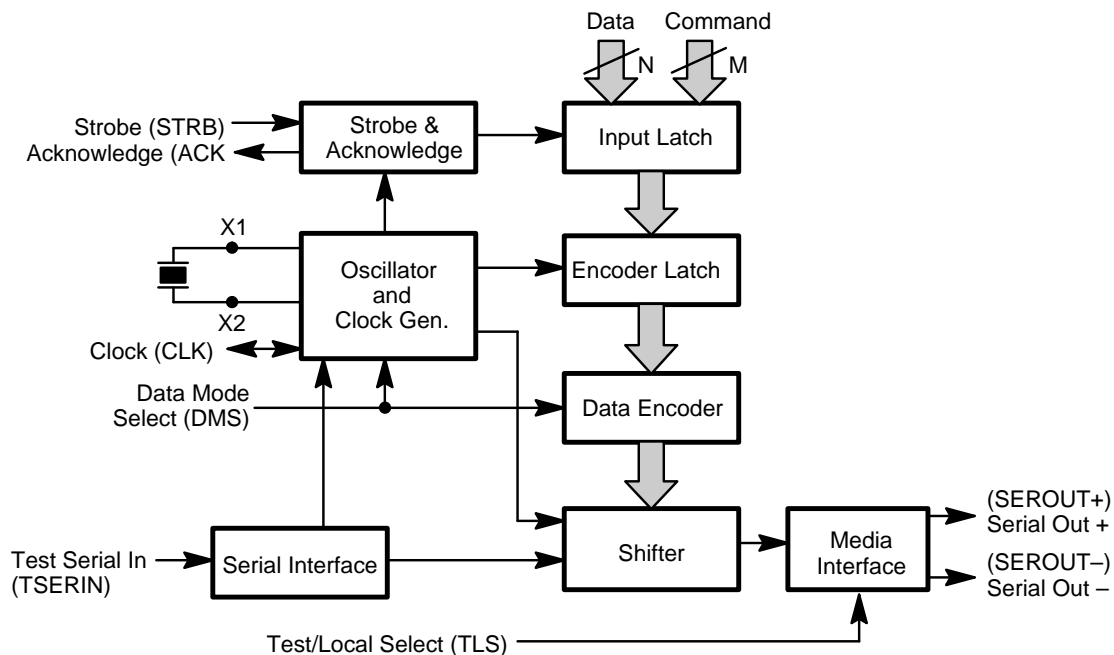 Data
Command
N
M
Strobe (STRB)
Acknowledge (ACK
Strobe &
Acknowledge
Input Latch
X1
X2
Oscillator
and
Clock Gen.
Encoder Latch
Clock (CLK)
Data Mode
Select (DMS)
Data Encoder
Test Serial In
(TSERIN)
Serial Interface
Shifter
Media
Interface
(SEROUT+)
Serial Out +
(SEROUT–)
Serial Out –
Test/Local Select (TLS)